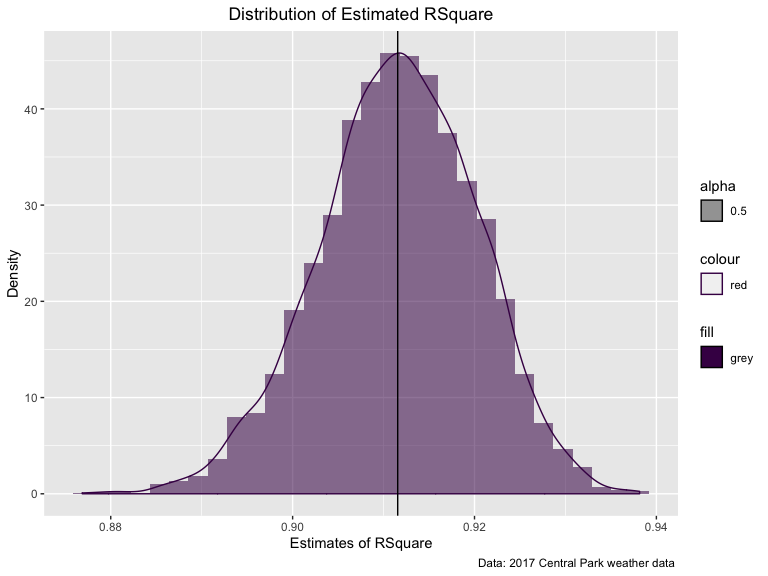 Distribution of Estimated RSquare
Density
40
30
20
10
0
0.88
0.90
0.92
0.94
Estimates of RSquare
alpha
0.5
colour
red
fill
grey
Data: 2017 Central Park weather data